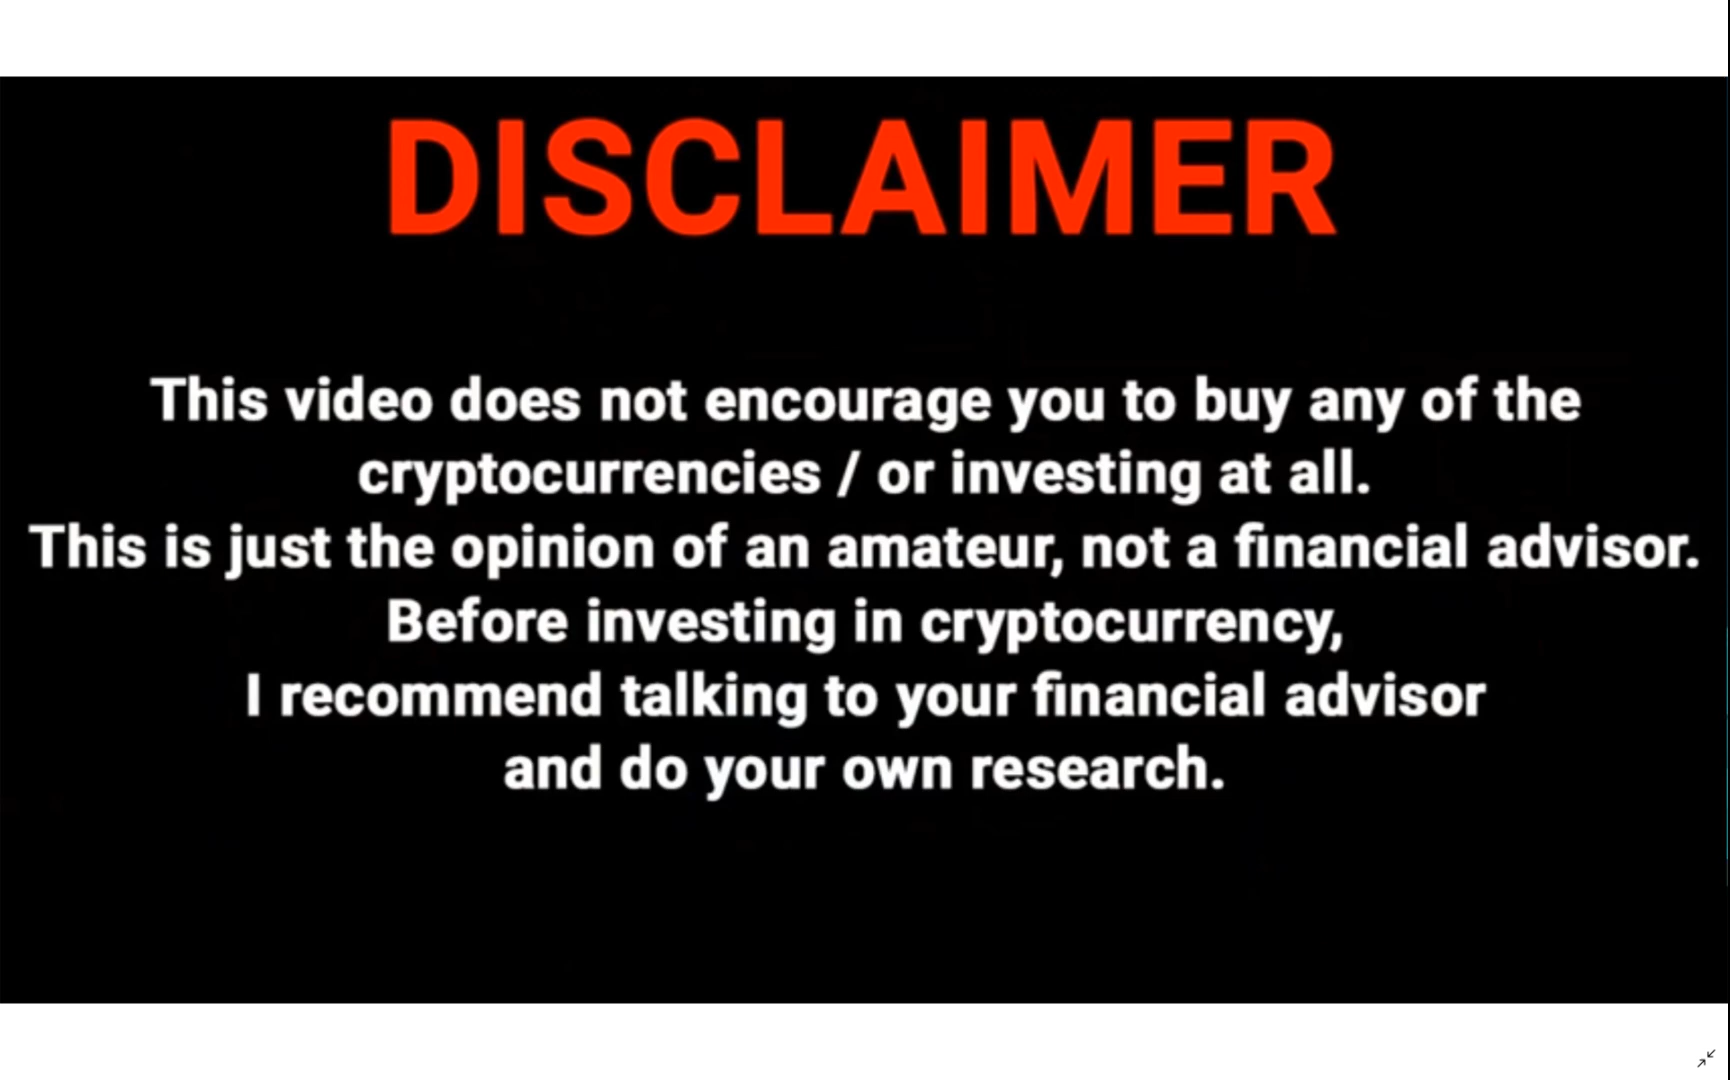 DISCLAIMER
This video does not encourage you to buy any of the
cryptocurrencies / or investing at all.
This is just the opinion of an amateur, not a financial advisor.
Before investing in cryptocurrency,
I recommend talking to your financial advisor
and do your own research.